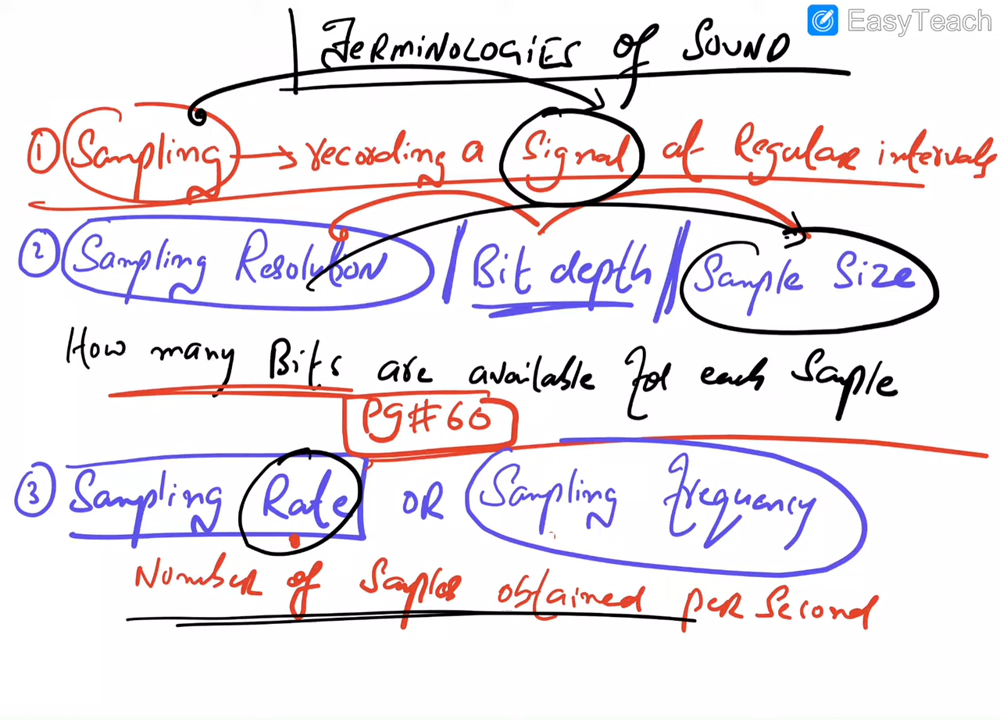 EasyTeach
TERMINOLOGIES of SOUND
① Sampling → recording a Signal at Regular intervals
② Sampling Resolution / Bit depth / Sample Size
How many Bits are available for each Sample
PG#60
③ Sampling Rate OR Sampling frequency
Number of Samples obtained per Second